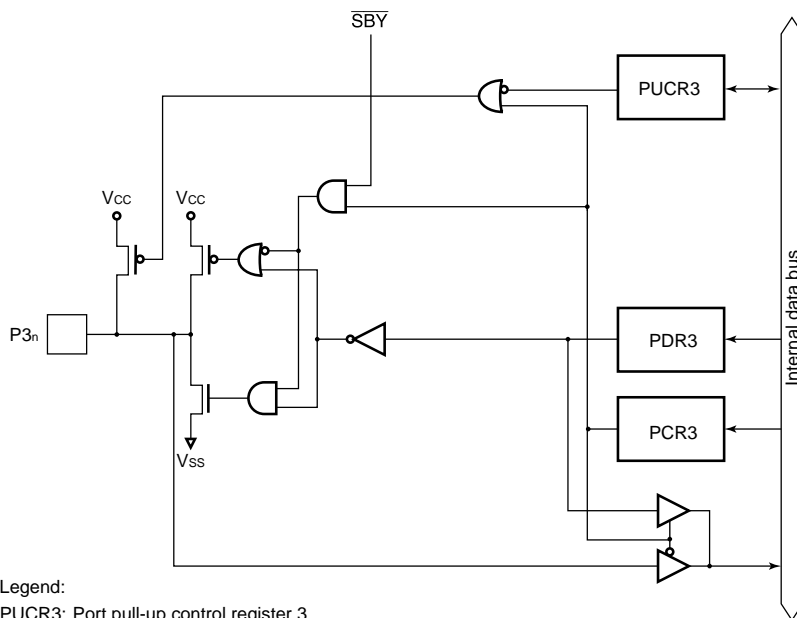 SBY
PUCR3
VCC VCC
P3n
PDR3
PCR3
VSS
Internal data bus
Legend:
PUCR3: Port pull-up control register 3